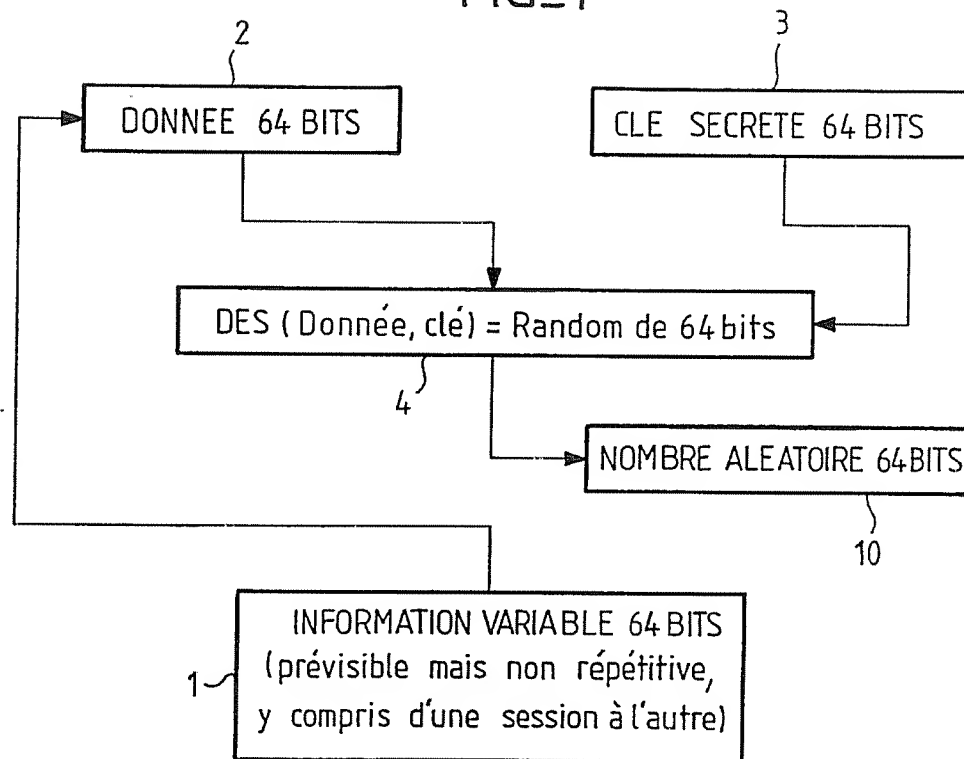 2
3
DONNEE 64 BITS
CLE SECRETE 64 BITS
DES (Donnée, clé) = Random de 64 bits
4
NOMBRE ALEATOIRE 64 BITS
10
INFORMATION VARIABLE 64 BITS
1
(prévisible mais non répétitive,
y compris d'une session à l'autre)